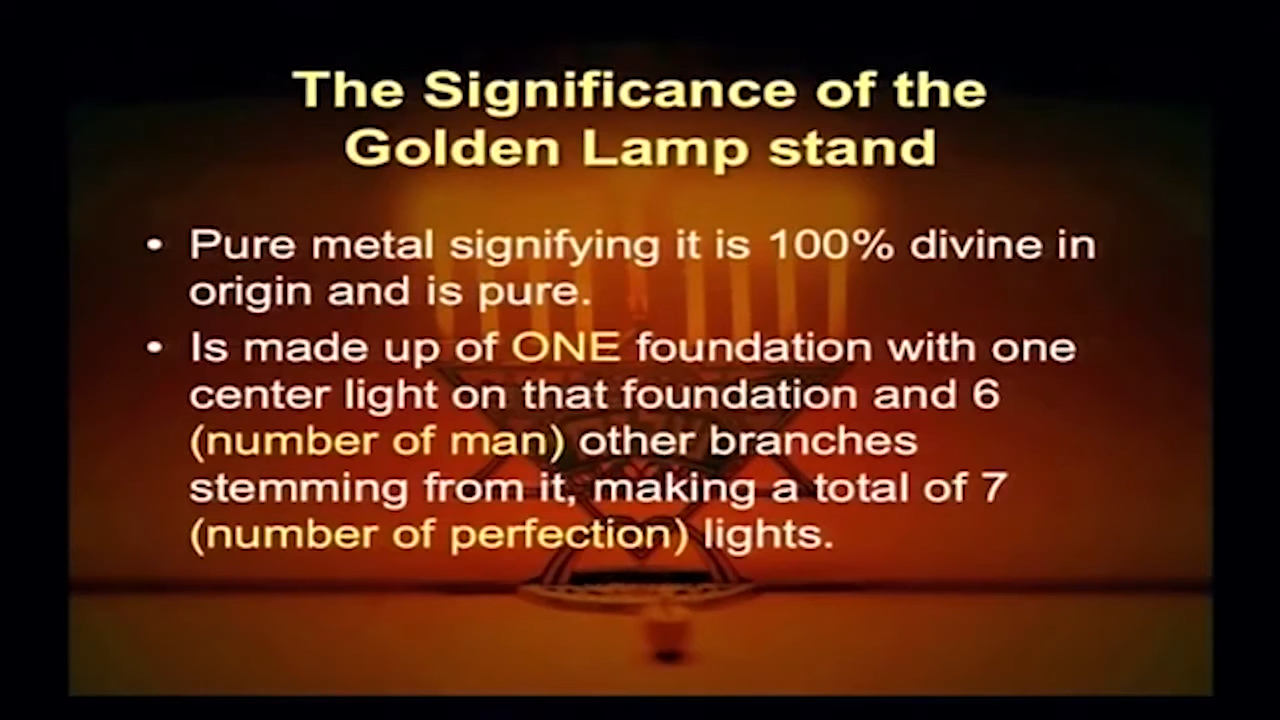 The Significance of the
Golden Lamp stand
• Pure metal signifying it is 100% divine in
origin and is pure.
• Is made up of ONE foundation with one
center light on that foundation and 6
(number of man) other branches
stemming from it, making a total of 7
(number of perfection) lights.